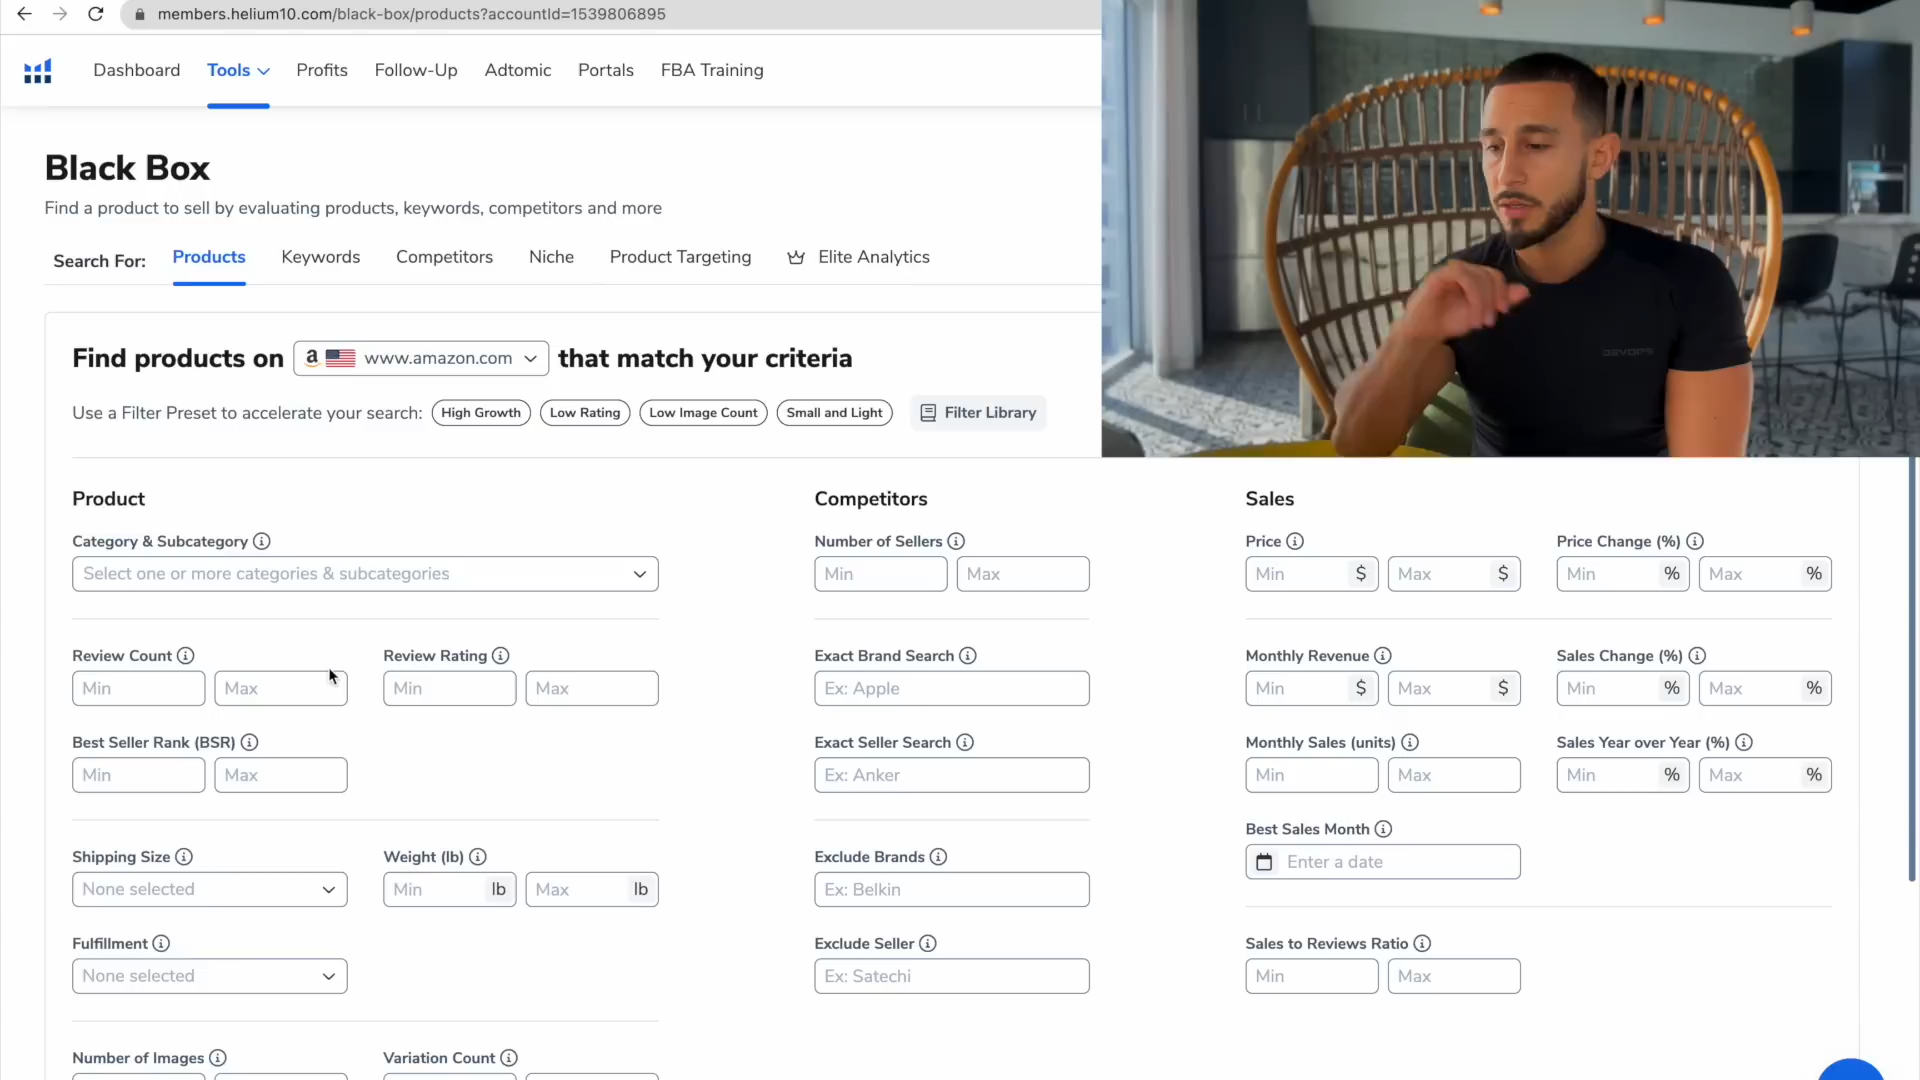 members.helium10.com/black-box/products?accountId=1539806895
Dashboard Tools Profits Follow-Up Adtomic Portals FBA Training
Black Box
Find a product to sell by evaluating products, keywords, competitors and more
Search For: Products Keywords Competitors Niche Product Targeting Elite Analytics
Find products on a www.amazon.com that match your criteria
Use a Filter Preset to accelerate your search: High Growth Low Rating Low Image Count Small and Light Filter Library
DEVOPS
Product
Category & Subcategory
Select one or more categories & subcategories
Review Count Review Rating
Min Max Min Max
Best Seller Rank (BSR)
Min Max
Shipping Size Weight (lb)
None selected Min lb Max lb
Fulfillment
None selected
Number of Images Variation Count
Competitors
Number of Sellers
Min Max
Exact Brand Search
Ex: Apple
Exact Seller Search
Ex: Anker
Exclude Brands
Ex: Belkin
Exclude Seller
Ex: Satechi
Sales
Price Price Change (%)
Min $ Max $ Min % Max %
Monthly Revenue Sales Change (%)
Min $ Max $ Min % Max %
Monthly Sales (units) Sales Year over Year (%)
Min Max Min % Max %
Best Sales Month
Enter a date
Sales to Reviews Ratio
Min Max